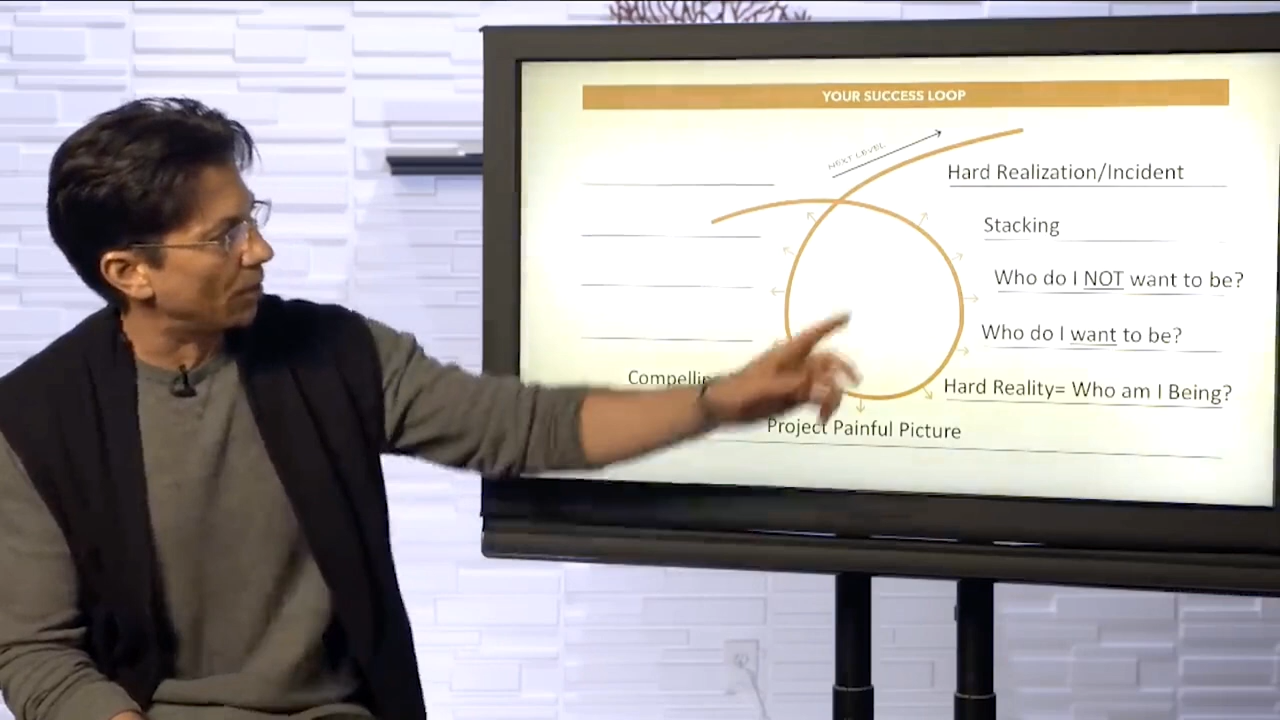 YOUR SUCCESS LOOP
NEXT LEVEL
Hard Realization/Incident
Stacking
Who do I NOT want to be?
Who do I want to be?
Hard Reality= Who am I Being?
Project Painful Picture